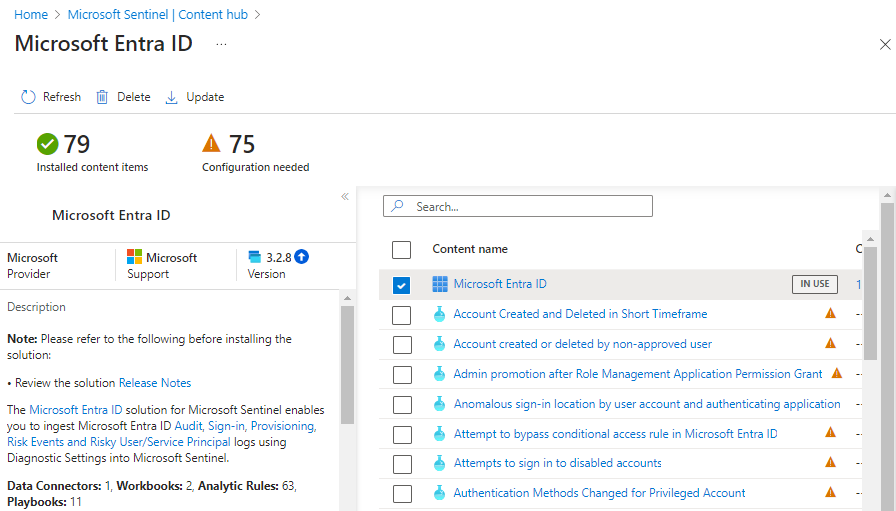 Home > Microsoft Sentinel | Content hub >
Microsoft Entra ID ...
Refresh Delete Update
79
Installed content items
75
Configuration needed
Microsoft Entra ID
Microsoft
Provider
Microsoft
Support
3.2.8
Version
Description
Note: Please refer to the following before installing the
solution:
• Review the solution Release Notes
The Microsoft Entra ID solution for Microsoft Sentinel enables
you to ingest Microsoft Entra ID Audit, Sign-in, Provisioning,
Risk Events and Risky User/Service Principal logs using
Diagnostic Settings into Microsoft Sentinel.
Data Connectors: 1, Workbooks: 2, Analytic Rules: 63,
Playbooks: 11
Search...
Content name C
Microsoft Entra ID IN USE 1
Account Created and Deleted in Short Timeframe --
Account created or deleted by non-approved user --
Admin promotion after Role Management Application Permission Grant --
Anomalous sign-in location by user account and authenticating application --
Attempt to bypass conditional access rule in Microsoft Entra ID --
Attempts to sign in to disabled accounts --
Authentication Methods Changed for Privileged Account --